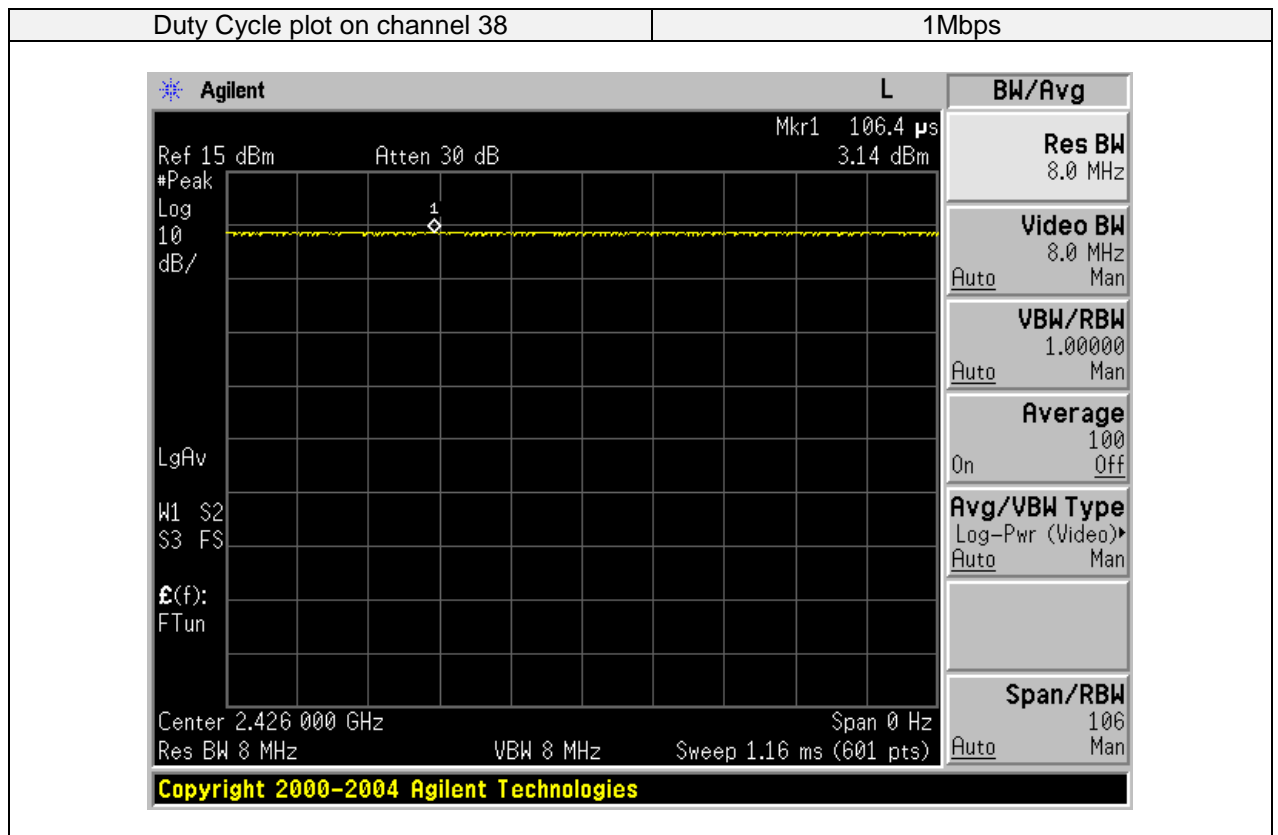 Duty Cycle plot on channel 38 1Mbps
Agilent L BW/Avg
Mkr1 106.4 µs
Ref 15 dBm Atten 30 dB 3.14 dBm
#Peak
Log
10
dB/
1
LgAv
W1 S2
S3 FS
£(f):
FTun
Center 2.426 000 GHz Span 0 Hz
Res BW 8 MHz VBW 8 MHz Sweep 1.16 ms (601 pts)
Copyright 2000-2004 Agilent Technologies
Res BW
8.0 MHz
Video BW
8.0 MHz
Auto Man
VBW/RBW
1.00000
Auto Man
Average
100
On Off
Avg/VBW Type
Log-Pwr (Video)
Auto Man
Span/RBW
106
Auto Man